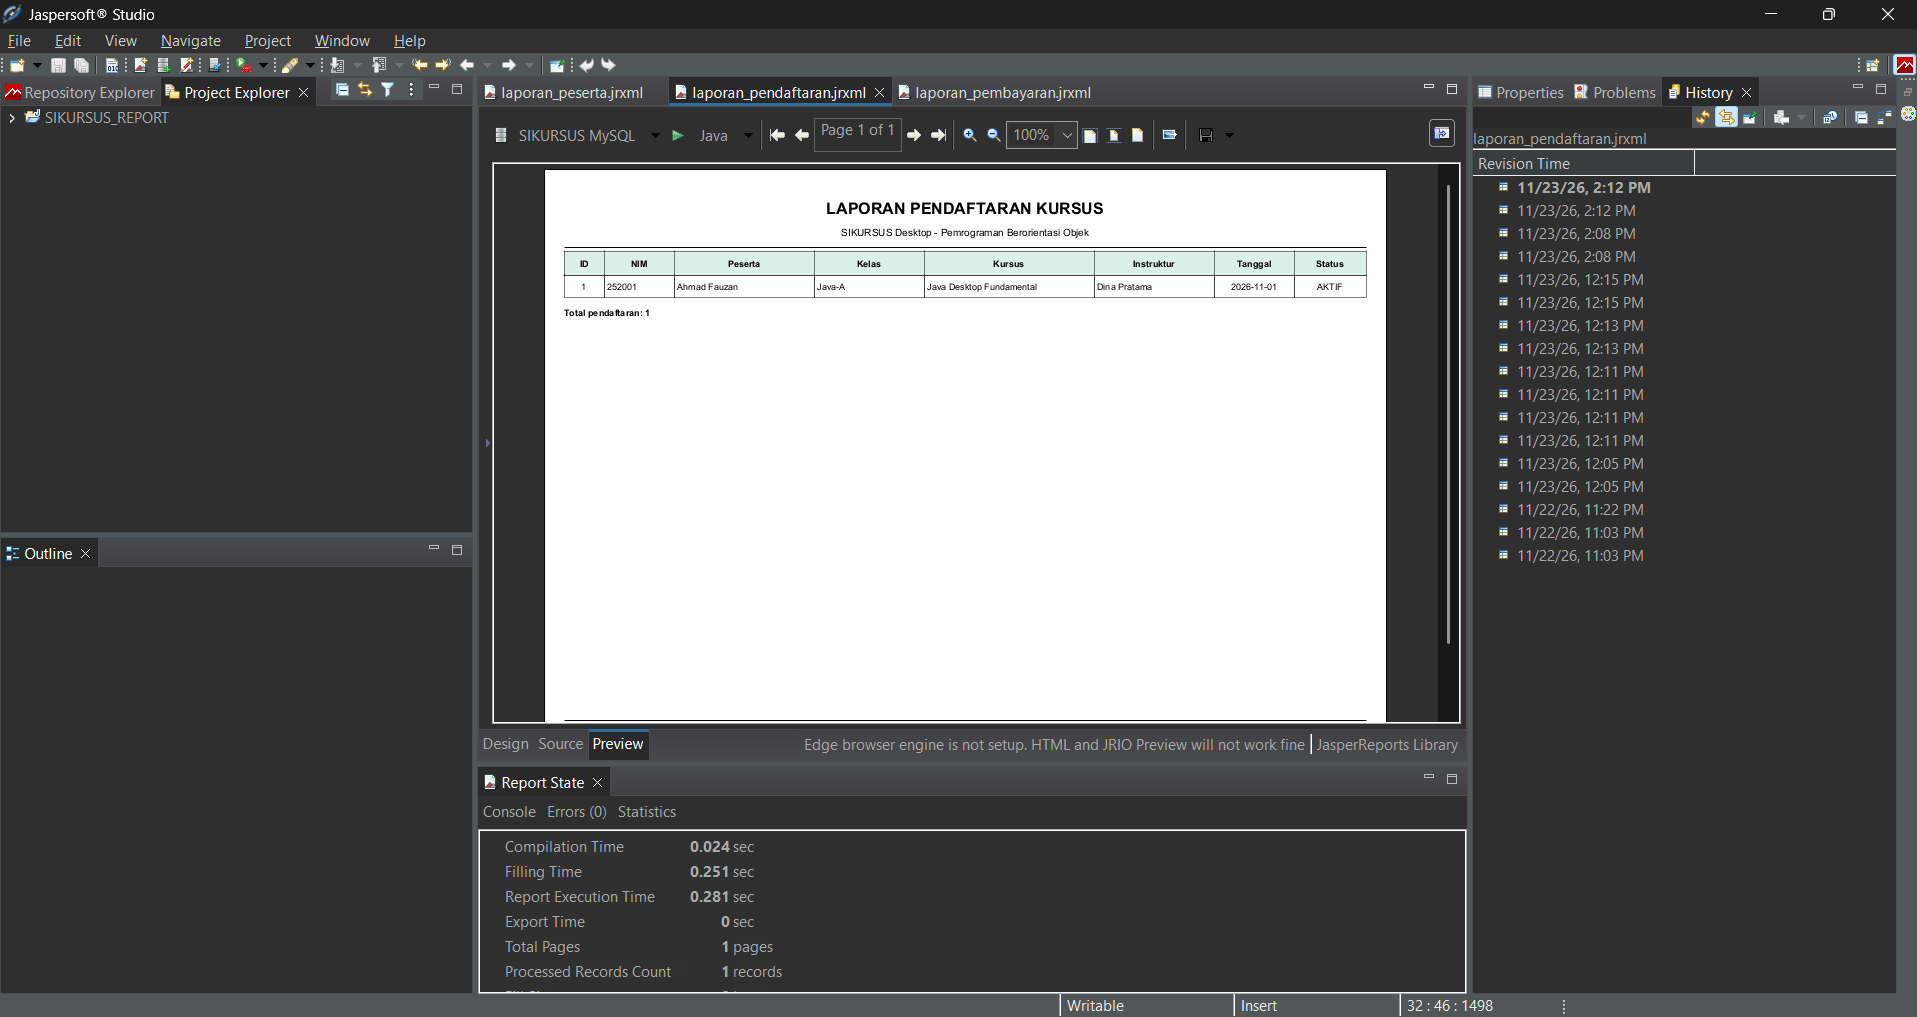 Jaspersoft® Studio
File Edit View Navigate Project Window Help
Repository Explorer Project Explorer
SIKURSUS_REPORT
Outline
laporan_peserta.jrxml laporan_pendaftaran.jrxml laporan_pembayaran.jrxml
SIKURSUS MySQL Java Page 1 of 1 100%
LAPORAN PENDAFTARAN KURSUS
SIKURSUS Desktop - Pemrograman Berorientasi Objek
ID NIM Peserta Kelas Kursus Instruktur Tanggal Status
1 252001 Ahmad Fauzan Java-A Java Desktop Fundamental Dina Pratama 2026-11-01 AKTIF
Total pendaftaran: 1
Design Source Preview Edge browser engine is not setup. HTML and JRIO Preview will not work fine JasperReports Library
Report State
Console Errors (0) Statistics
Compilation Time 0.024 sec
Filling Time 0.251 sec
Report Execution Time 0.281 sec
Export Time 0 sec
Total Pages 1 pages
Processed Records Count 1 records
Properties Problems History
laporan_pendaftaran.jrxml
Revision Time
11/23/26, 2:12 PM
11/23/26, 2:12 PM
11/23/26, 2:08 PM
11/23/26, 2:08 PM
11/23/26, 12:15 PM
11/23/26, 12:15 PM
11/23/26, 12:13 PM
11/23/26, 12:13 PM
11/23/26, 12:11 PM
11/23/26, 12:11 PM
11/23/26, 12:11 PM
11/23/26, 12:11 PM
11/23/26, 12:05 PM
11/23/26, 12:05 PM
11/22/26, 11:22 PM
11/22/26, 11:03 PM
11/22/26, 11:03 PM
Writable Insert 32 : 46 : 1498